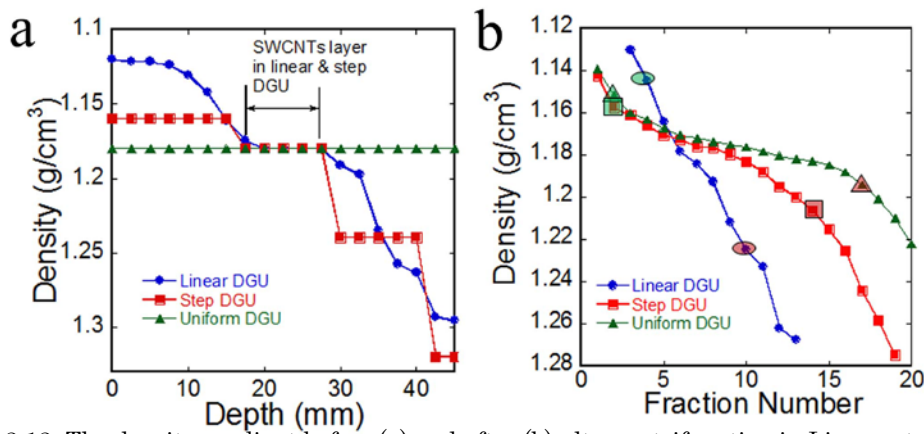 a
1.1
1.15
1.2
1.25
1.3
Density (g/cm³)
SWCNTs layer
in linear & step
DGU
Linear DGU
Step DGU
Uniform DGU
0 10 20 30 40
Depth (mm)
b
1.12
1.14
1.16
1.18
1.2
1.22
1.24
1.26
1.28
Density (g/cm³)
Linear DGU
Step DGU
Uniform DGU
0 5 10 15 20
Fraction Number